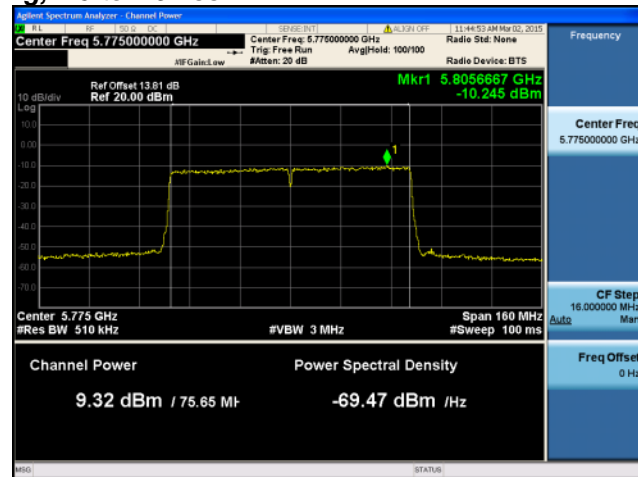 Agilent Spectrum Analyzer - Channel Power
RL RF 50 Ω DC SENSE:INT ALIGN OFF 11:44:53 AM Mar 02, 2015
Center Freq 5.775000000 GHz Center Freq: 5.775000000 GHz Radio Std: None Frequency
Trig: Free Run Avg|Hold: 100/100
#IFGain:Low #Atten: 20 dB Radio Device: BTS
Ref Offset 13.81 dB Mkr1 5.8056667 GHz
10 dB/div Ref 20.00 dBm -10.245 dBm
Log
10.0
0.00
-10.0
-20.0
-30.0
-40.0
-50.0
-60.0
-70.0
1
Center Freq
5.775000000 GHz
Center 5.775 GHz Span 160 MHz
#Res BW 510 kHz #VBW 3 MHz #Sweep 100 ms
CF Step
16.000000 MHz
Auto Man
Channel Power Power Spectral Density
9.32 dBm / 75.65 MH -69.47 dBm /Hz
Freq Offset
0 Hz
MSG STATUS